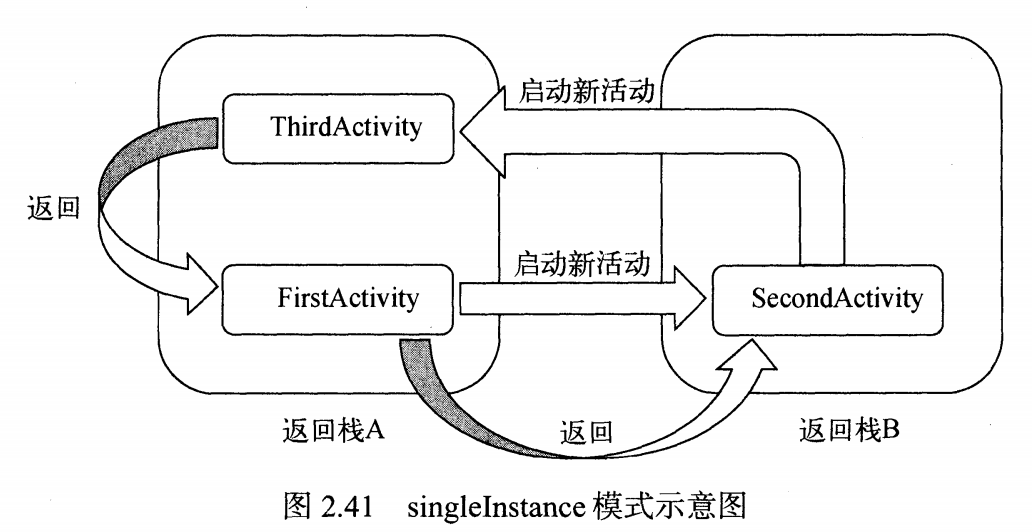 启动新活动
ThirdActivity
返回
启动新活动
FirstActivity
SecondActivity
返回栈A
返回
返回栈B
图 2.41 singleInstance 模式示意图